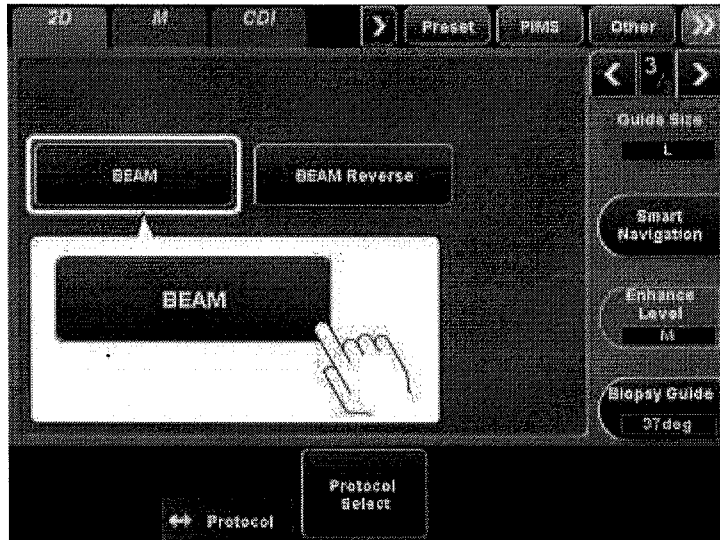 2D M CDI Preset PIMS Other
3
Guide Size
L
BEAM BEAM Reverse
Smart
Navigation
BEAM
Enhance
Level
M
Biopsy Guide
37deg
Protocol
Select
Protocol